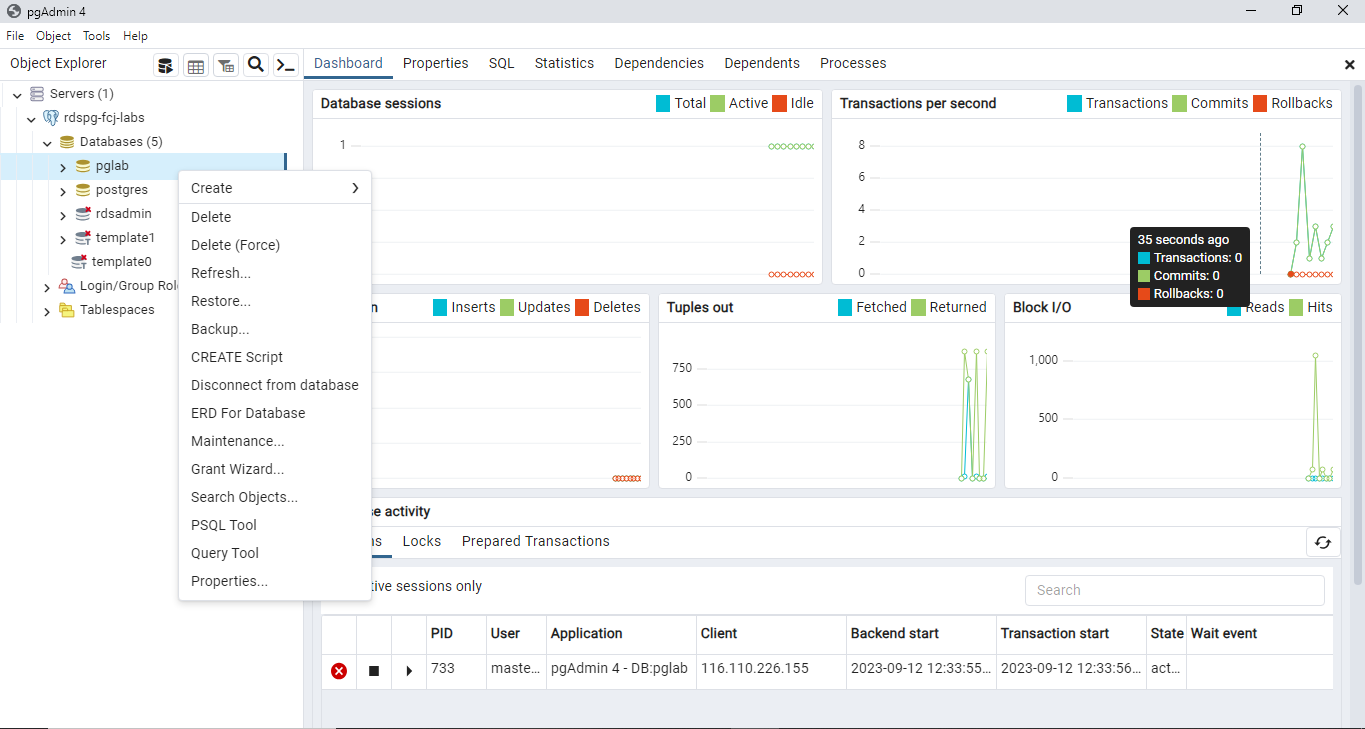 pgAdmin 4
File Object Tools Help
Object Explorer
Dashboard Properties SQL Statistics Dependencies Dependents Processes
Servers (1)
rdspg-fcj-labs
Databases (5)
pglab
postgres
rdsadmin
template1
template0
Login/Group Rol
Tablespaces
Create
Delete
Delete (Force)
Refresh...
Restore...
Backup...
CREATE Script
Disconnect from database
ERD For Database
Maintenance...
Grant Wizard...
Search Objects...
PSQL Tool
Query Tool
Properties...
Database sessions Total Active Idle
1
Transactions per second Transactions Commits Rollbacks
8
6
4
2
0
35 seconds ago
Transactions: 0
Commits: 0
Rollbacks: 0
n Inserts Updates Deletes
Tuples out Fetched Returned
750
500
250
0
Block I/O Reads Hits
1,000
500
0
se activity
ns Locks Prepared Transactions
tive sessions only Search
PID User Application Client Backend start Transaction start State Wait event
733 maste... pgAdmin 4 - DB:pglab 116.110.226.155 2023-09-12 12:33:55... 2023-09-12 12:33:56... act...